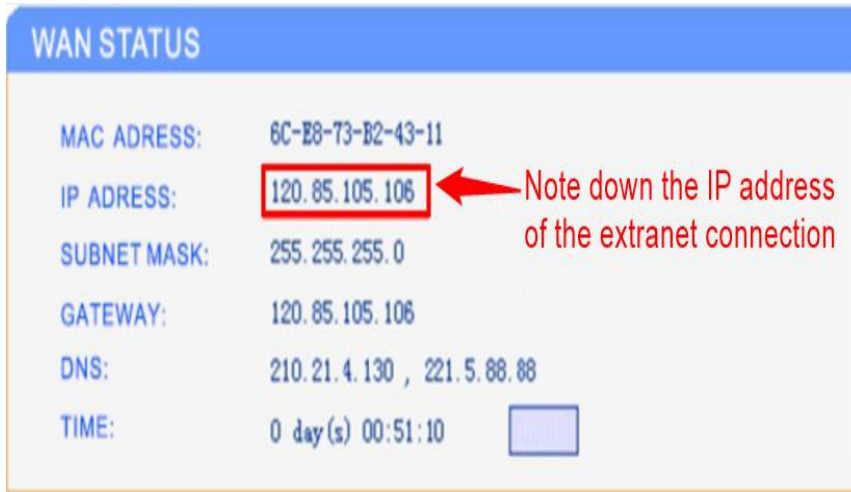 WAN STATUS
MAC ADRESS: 6C-E8-73-B2-43-11
IP ADRESS: 120.85.105.106
Note down the IP address
of the extranet connection
SUBNET MASK: 255.255.255.0
GATEWAY: 120.85.105.106
DNS: 210.21.4.130 , 221.5.88.88
TIME: 0 day(s) 00:51:10